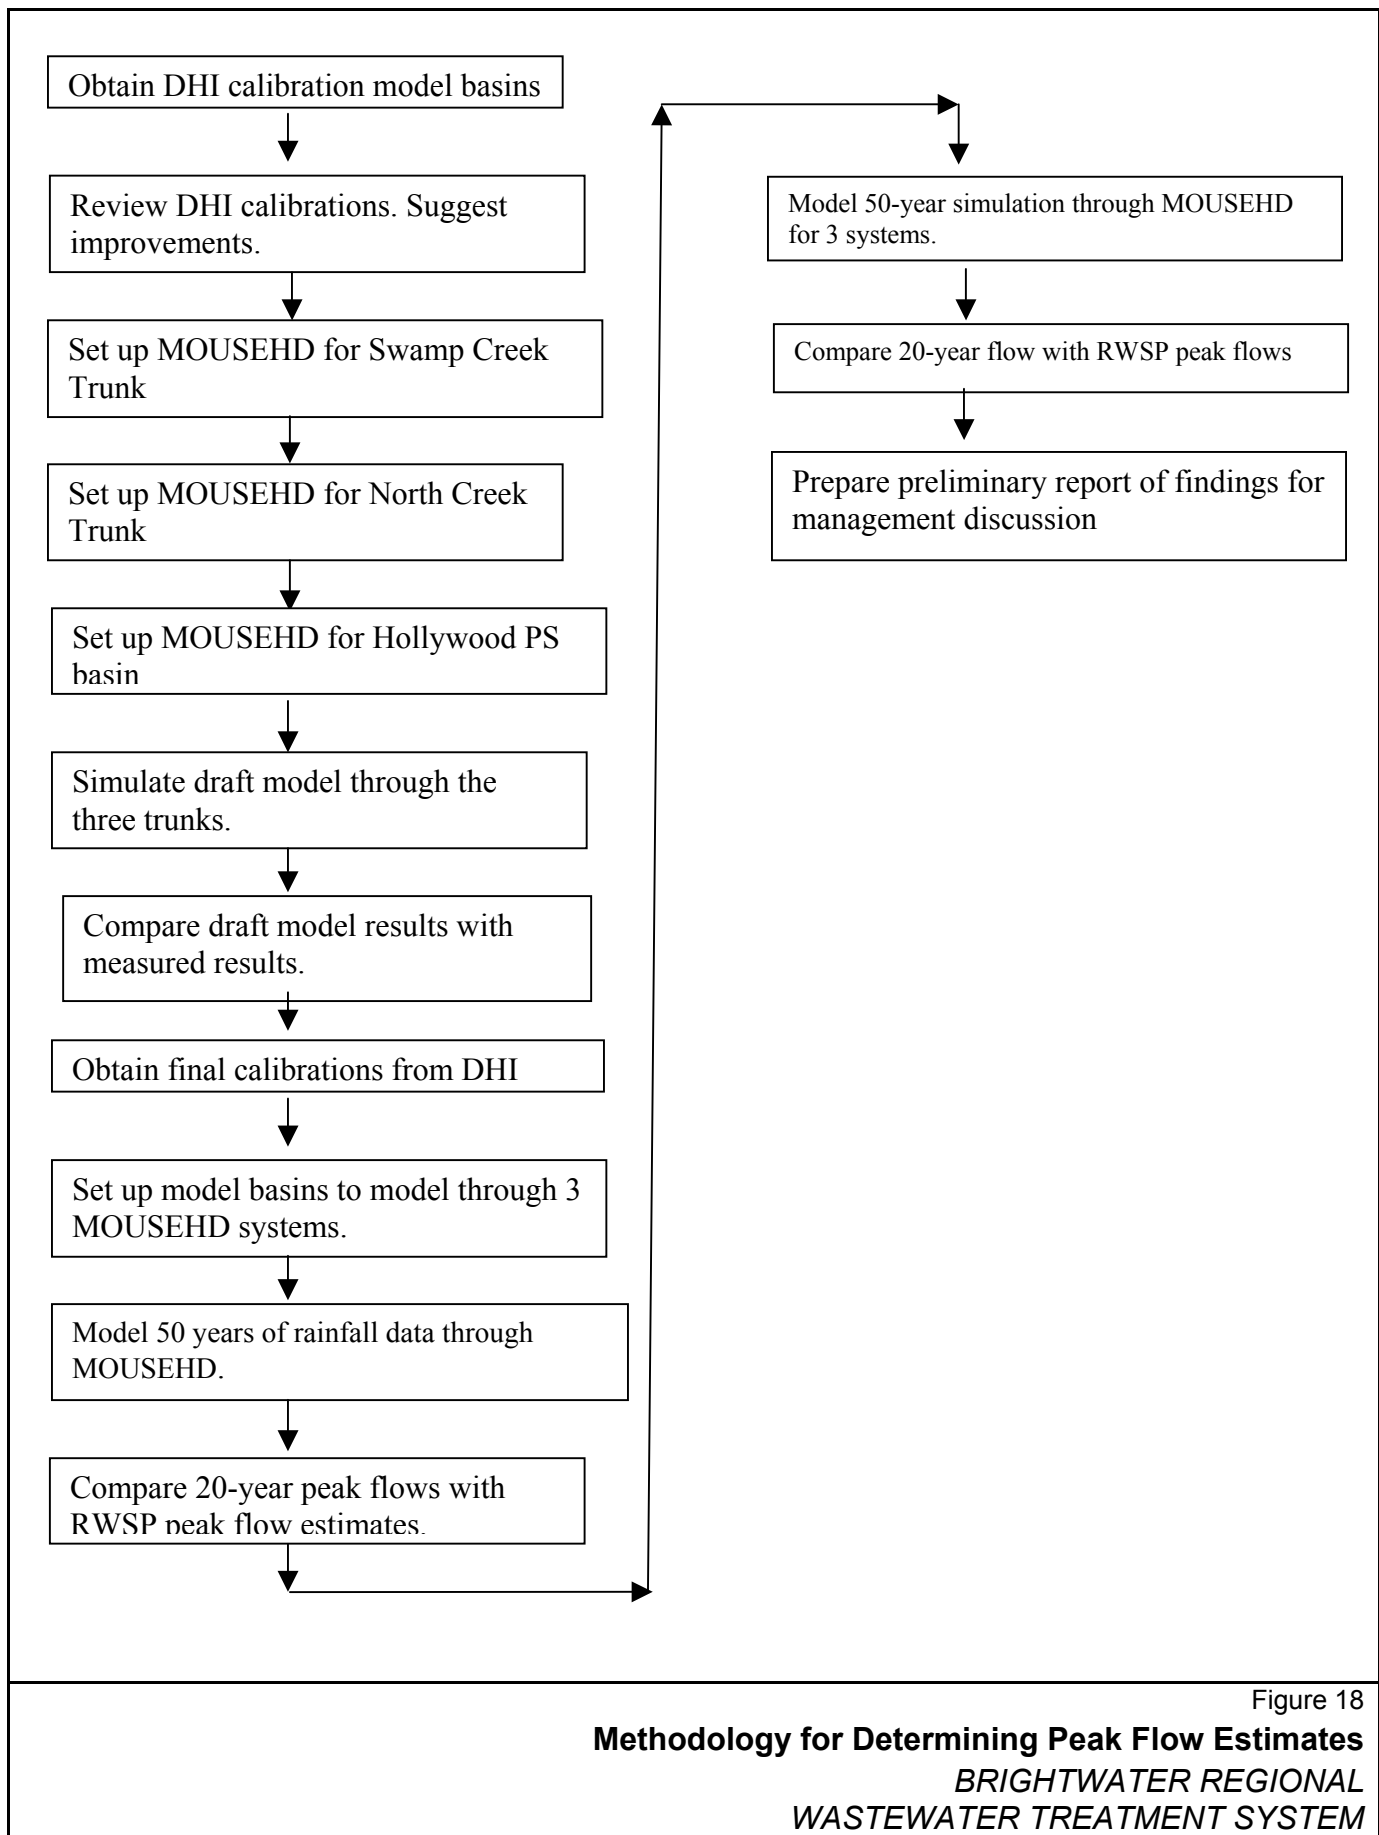 Obtain DHI calibration model basins
Review DHI calibrations. Suggest
improvements.
Set up MOUSEHD for Swamp Creek
Trunk
Set up MOUSEHD for North Creek
Trunk
Set up MOUSEHD for Hollywood PS
basin
Simulate draft model through the
three trunks.
Compare draft model results with
measured results.
Obtain final calibrations from DHI
Set up model basins to model through 3
MOUSEHD systems.
Model 50 years of rainfall data through
MOUSEHD.
Compare 20-year peak flows with
RWSP peak flow estimates.
Model 50-year simulation through MOUSEHD
for 3 systems.
Compare 20-year flow with RWSP peak flows
Prepare preliminary report of findings for
management discussion
Figure 18
Methodology for Determining Peak Flow Estimates
BRIGHTWATER REGIONAL
WASTEWATER TREATMENT SYSTEM